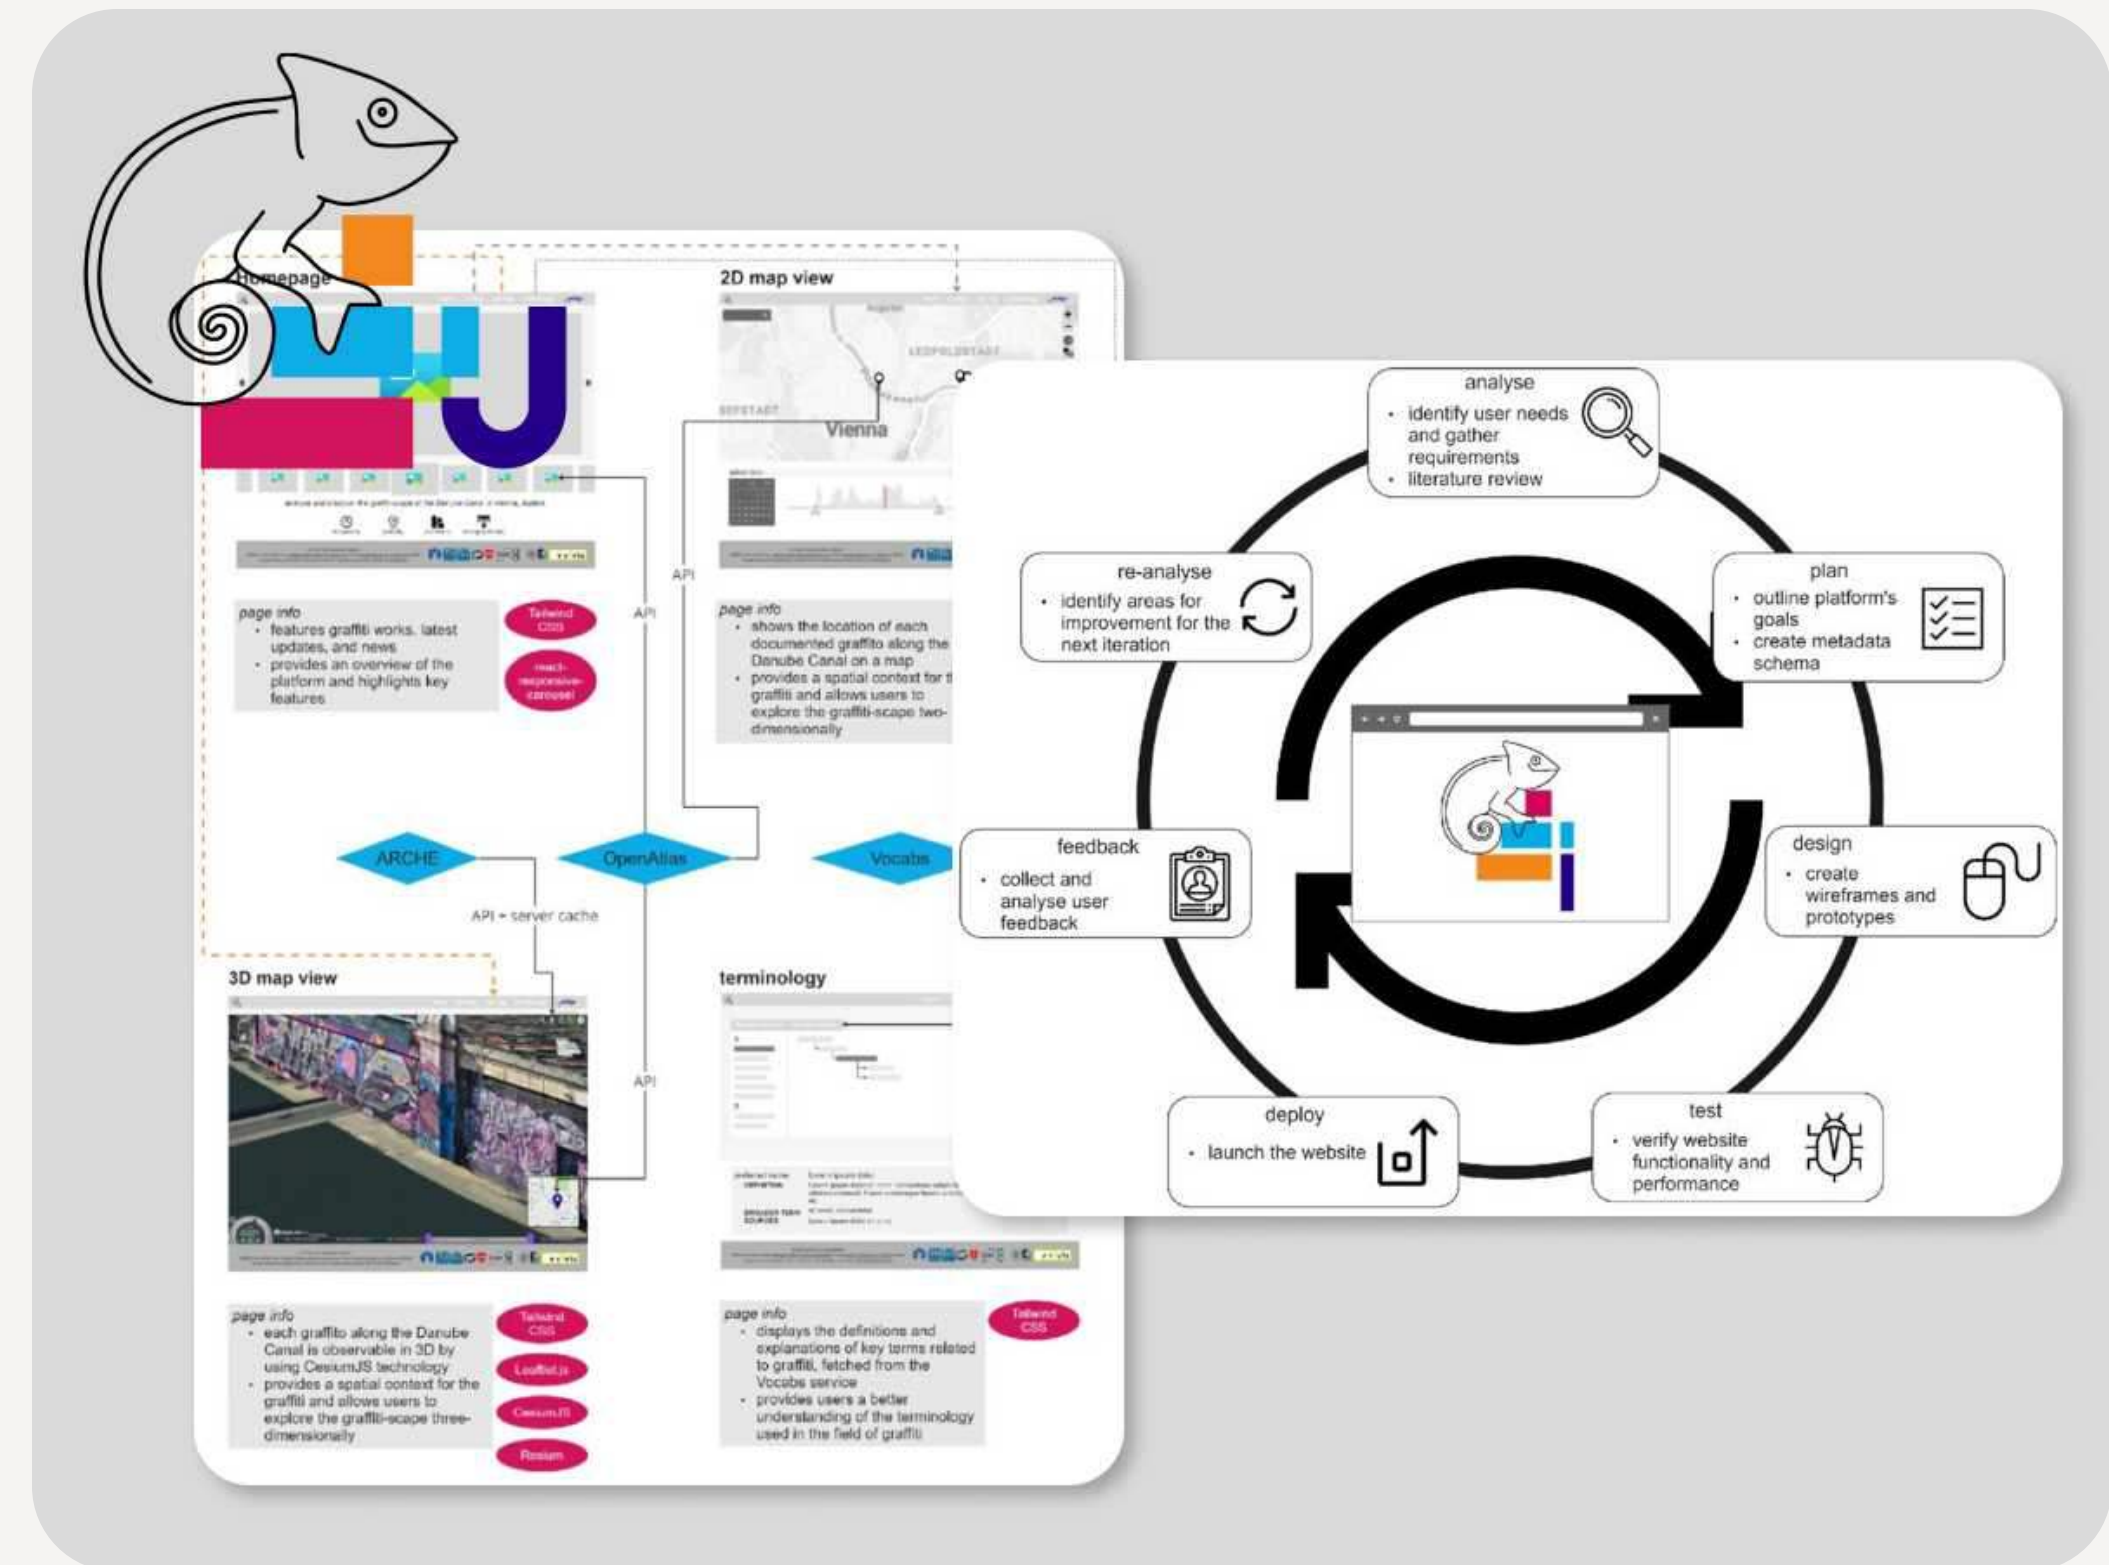 Homepage
2D map view
LEOPOLDSTADT
Vienna
API
API
page info
• features graffiti works, latest
updates, and news
• provides an overview of the
platform and highlights key
features
Tailwind
CSS
react-
responsive-
carousel
page info
• shows the location of each
documented graffito along the
Danube Canal on a map
• provides a spatial context for
graffiti and allows users to
explore the graffiti-scape two-
dimensionally
ARCHE
OpenAtlas
Vocabs
API + server cache
API
3D map view
terminology
page info
• each graffito along the Danube
Canal is observable in 3D by
using CesiumJS technology
• provides a spatial context for the
graffiti and allows users to
explore the graffiti-scape three-
dimensionally
Tailwind
CSS
Leaflet.js
CesiumJS
Resium
page info
• displays the definitions and
explanations of key terms related
to graffiti, fetched from the
Vocabs service
• provides users a better
understanding of the terminology
used in the field of graffiti
Tailwind
CSS
analyse
• identify user needs
and gather
requirements
• literature review
plan
• outline platform's
goals
• create metadata
schema
design
• create
wireframes and
prototypes
test
• verify website
functionality and
performance
deploy
• launch the website
feedback
• collect and
analyse user
feedback
re-analyse
• identify areas for
improvement for the
next iteration